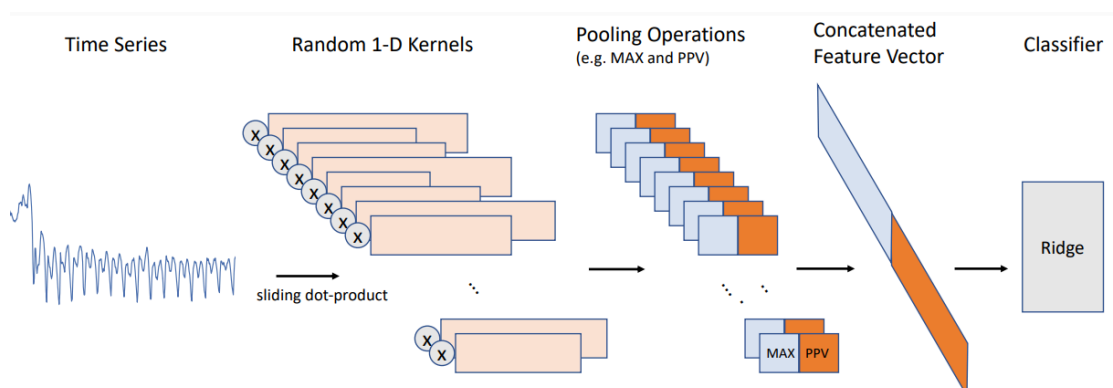 Time Series
Random 1-D Kernels
Pooling Operations
(e.g. MAX and PPV)
Concatenated
Feature Vector
Classifier
X
X
X
X
X
X
X
X
sliding dot-product
Ridge
X
X
MAX PPV